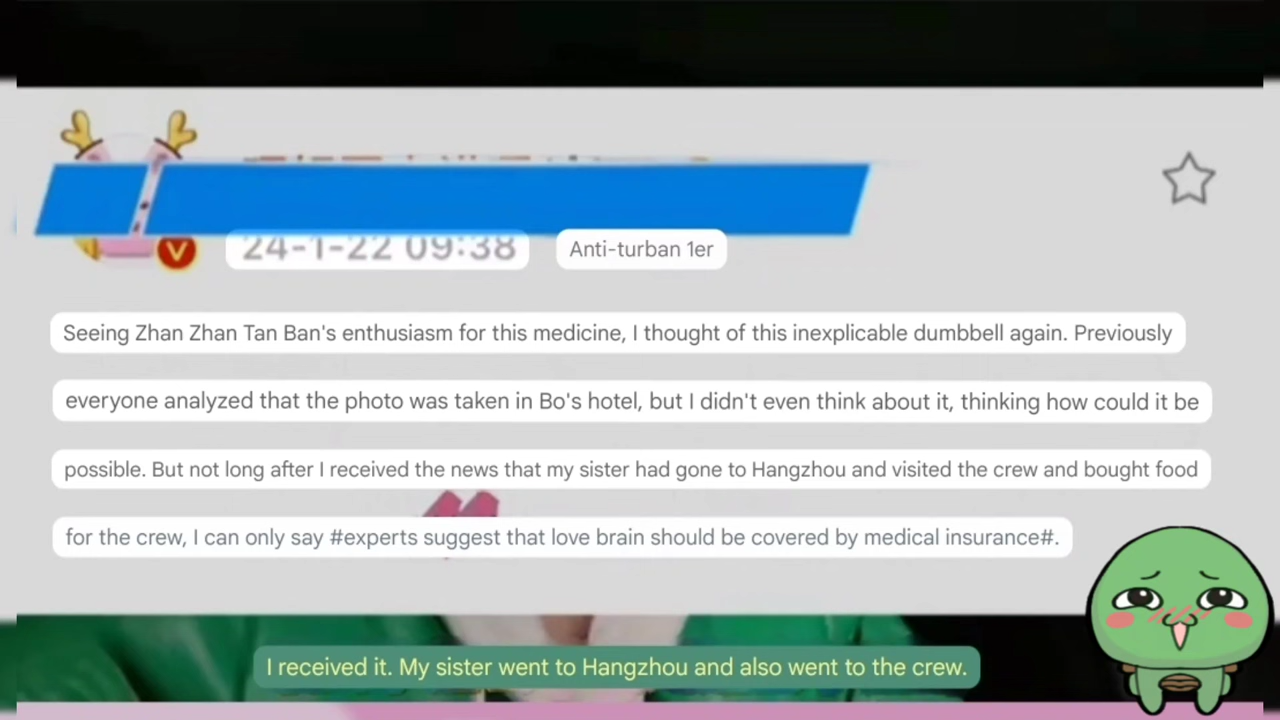 V
24-1-22 09:38
Anti-turban 1er
Seeing Zhan Zhan Tan Ban's enthusiasm for this medicine, I thought of this inexplicable dumbbell again. Previously
everyone analyzed that the photo was taken in Bo's hotel, but I didn't even think about it, thinking how could it be
possible. But not long after I received the news that my sister had gone to Hangzhou and visited the crew and bought food
for the crew, I can only say #experts suggest that love brain should be covered by medical insurance#.
I received it. My sister went to Hangzhou and also went to the crew.